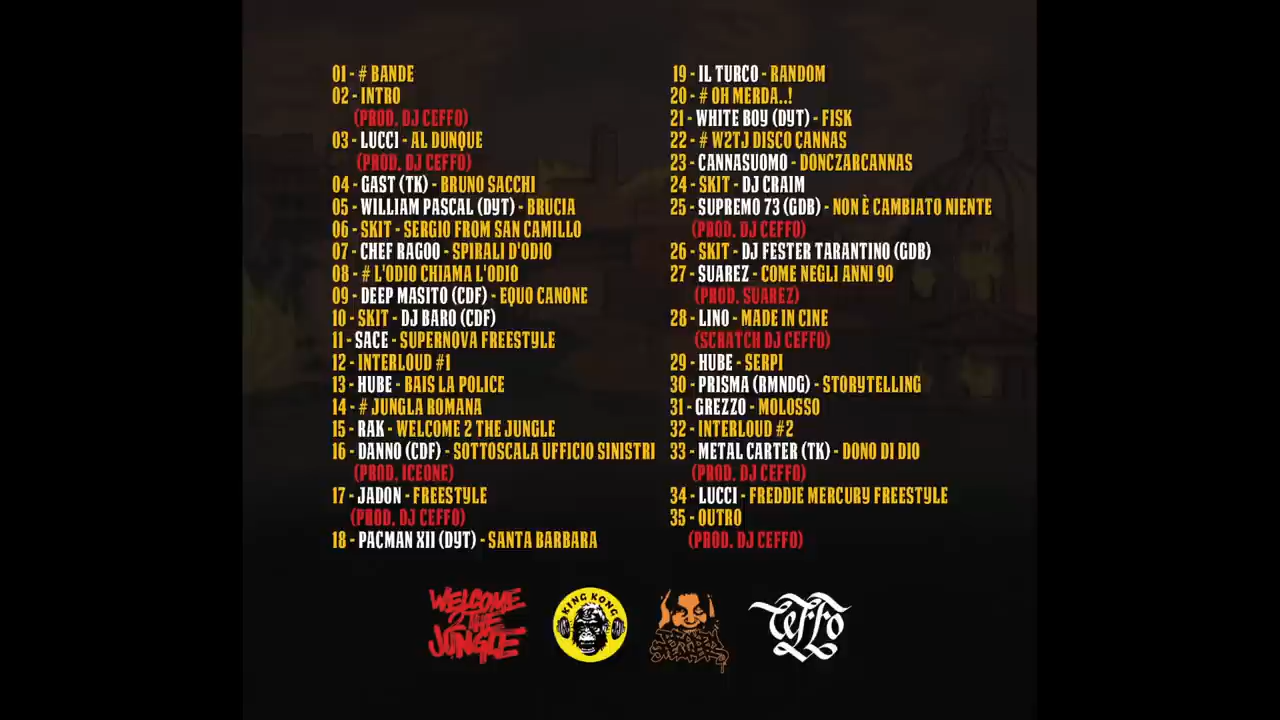 01 - # BANDE
02 - INTRO
(PROD. DJ CEFFO)
03 - LUCCI - AL DUNQUE
(PROD. DJ CEFFO)
04 - GAST (TK) - BRUNO SACCHI
05 - WILLIAM PASCAL (DYT) - BRUCIA
06 - SKIT - SERGIO FROM SAN CAMILLO
07 - CHEF RAGOO - SPIRALI D'ODIO
08 - # L'ODIO CHIAMA L'ODIO
09 - DEEP MASITO (CDF) - EQUO CANONE
10 - SKIT - DJ BARO (CDF)
11 - SACE - SUPERNOVA FREESTYLE
12 - INTERLOUD #1
13 - HUBE - BAIS LA POLICE
14 - # JUNGLA ROMANA
15 - RAK - WELCOME 2 THE JUNGLE
16 - DANNO (CDF) - SOTTOSCALA UFFICIO SINISTRI
(PROD. ICEONE)
17 - JADON - FREESTYLE
(PROD. DJ CEFFO)
18 - PACMAN XII (DYT) - SANTA BARBARA
19 - IL TURCO - RANDOM
20 - # OH MERDA..!
21 - WHITE BOY (DYT) - FISK
22 - # W2TJ DISCO CANNAS
23 - CANNASUOMO - DONCZARCANNAS
24 - SKIT - DJ CRAIM
25 - SUPREMO 73 (GDB) - NON È CAMBIATO NIENTE
(PROD. DJ CEFFO)
26 - SKIT - DJ FESTER TARANTINO (GDB)
27 - SUAREZ - COME NEGLI ANNI 90
(PROD. SUAREZ)
28 - LINO - MADE IN CINE
(SCRATCH DJ CEFFO)
29 - HUBE - SERPI
30 - PRISMA (RMNDG) - STORYTELLING
31 - GREZZO - MOLOSSO
32 - INTERLOUD #2
33 - METAL CARTER (TK) - DONO DI DIO
(PROD. DJ CEFFO)
34 - LUCCI - FREDDIE MERCURY FREESTYLE
35 - OUTRO
(PROD. DJ CEFFO)
WELCOME
2 THE
JUNGLE
KING KONG
CEFFO